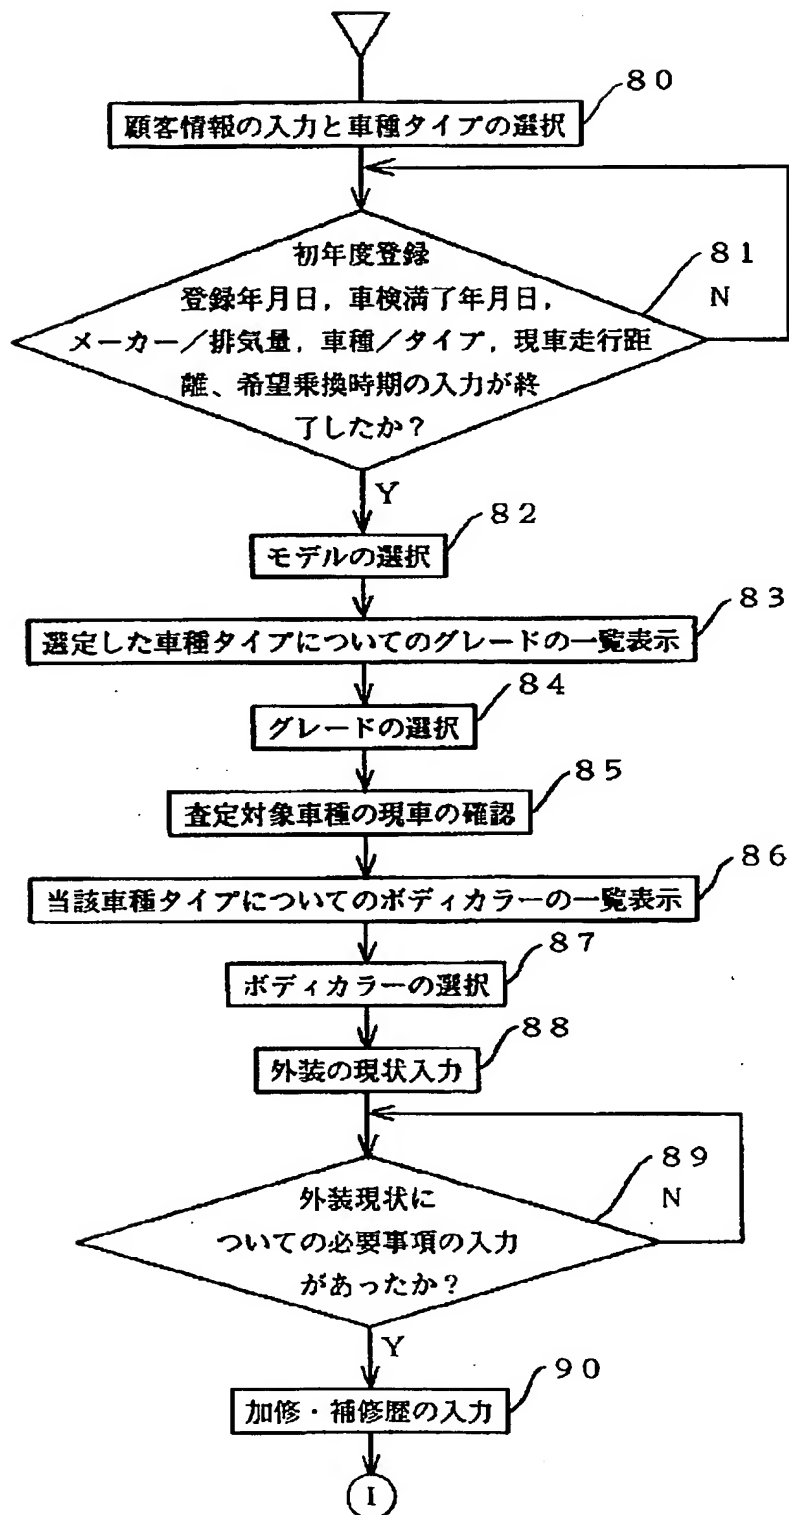 80
顧客情報の入力と車種タイプの選択
初年度登録
登録年月日，車検満了年月日，
メーカー／排気量，車種／タイプ，現車走行距
離、希望乗換時期の入力が終
了したか？
81
N
Y
82
モデルの選択
83
選定した車種タイプについてのグレードの一覧表示
84
グレードの選択
85
査定対象車種の現車の確認
86
当該車種タイプについてのボディカラーの一覧表示
87
ボディカラーの選択
88
外装の現状入力
89
N
外装現状に
ついての必要事項の入力
があったか？
Y
90
加修・補修歴の入力
I